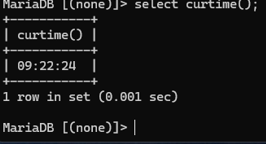 MariaDB [(none)]> select curtime();
+-----------+
| curtime() |
+-----------+
| 09:22:24  |
+-----------+
1 row in set (0.001 sec)
MariaDB [(none)]>